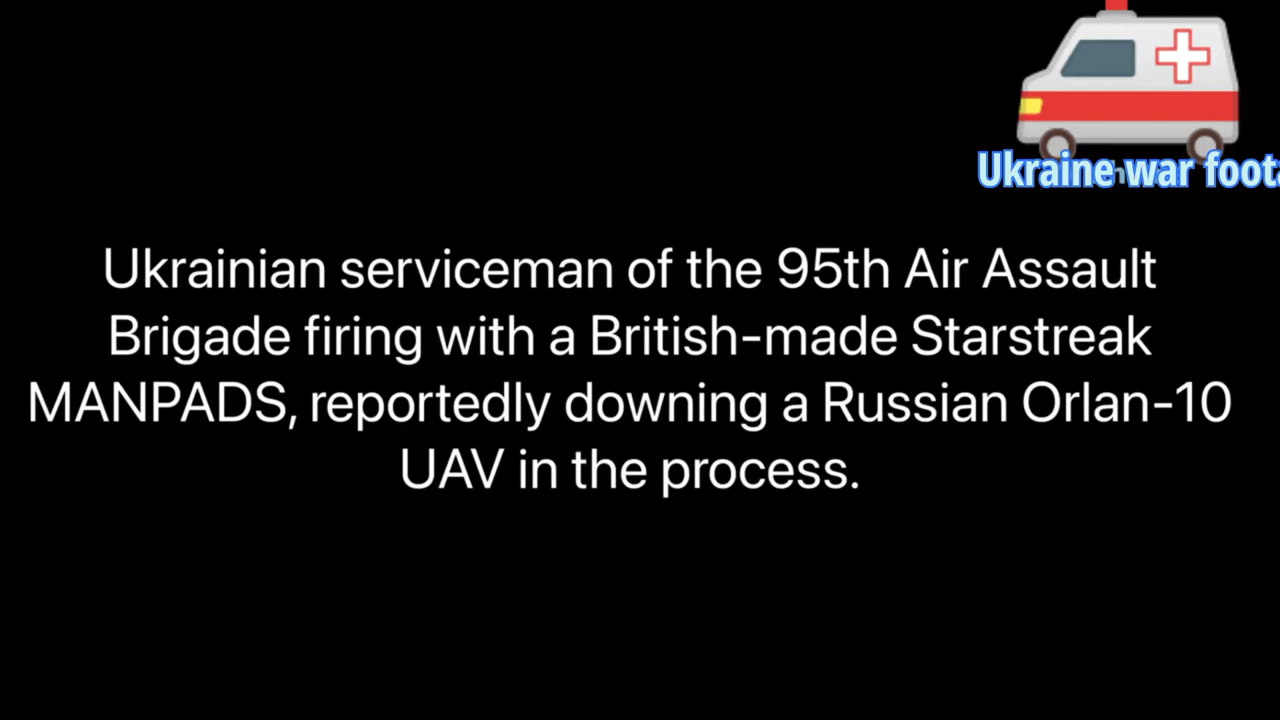 Ukraine war
Ukrainian serviceman of the 95th Air Assault
Brigade firing with a British-made Starstreak
MANPADS, reportedly downing a Russian Orlan-10
UAV in the process.